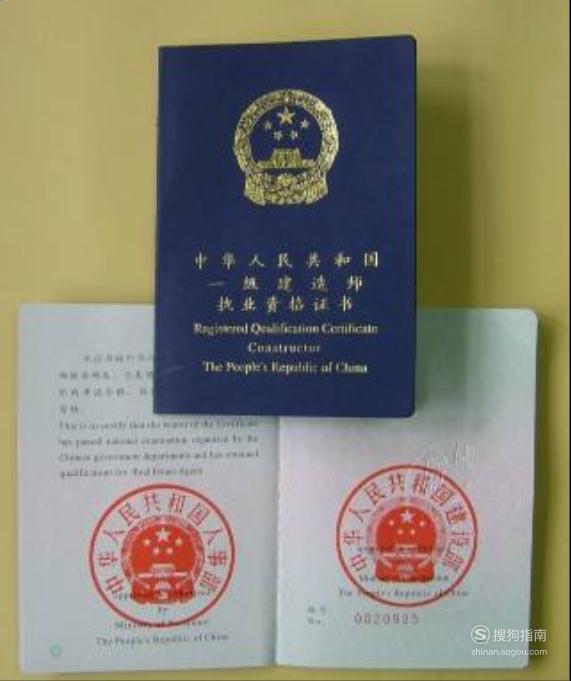 中华人民共和国
一级建造师
执业资格证书
Registered Qualification Certificate
Constructor
The People's Republic of China
This is to certify that the bearer of the Certificate
has passed national examination organized by the
Chinese government departments and has obtained
qualifications for Real Estate Agent
中华人民共和国人事部
Ministry of Personnel
The People's Republic of China
中华人民共和国建设部
The People's Republic of China
编号
No. 0020925
搜狗指南
zhinan.sogou.com